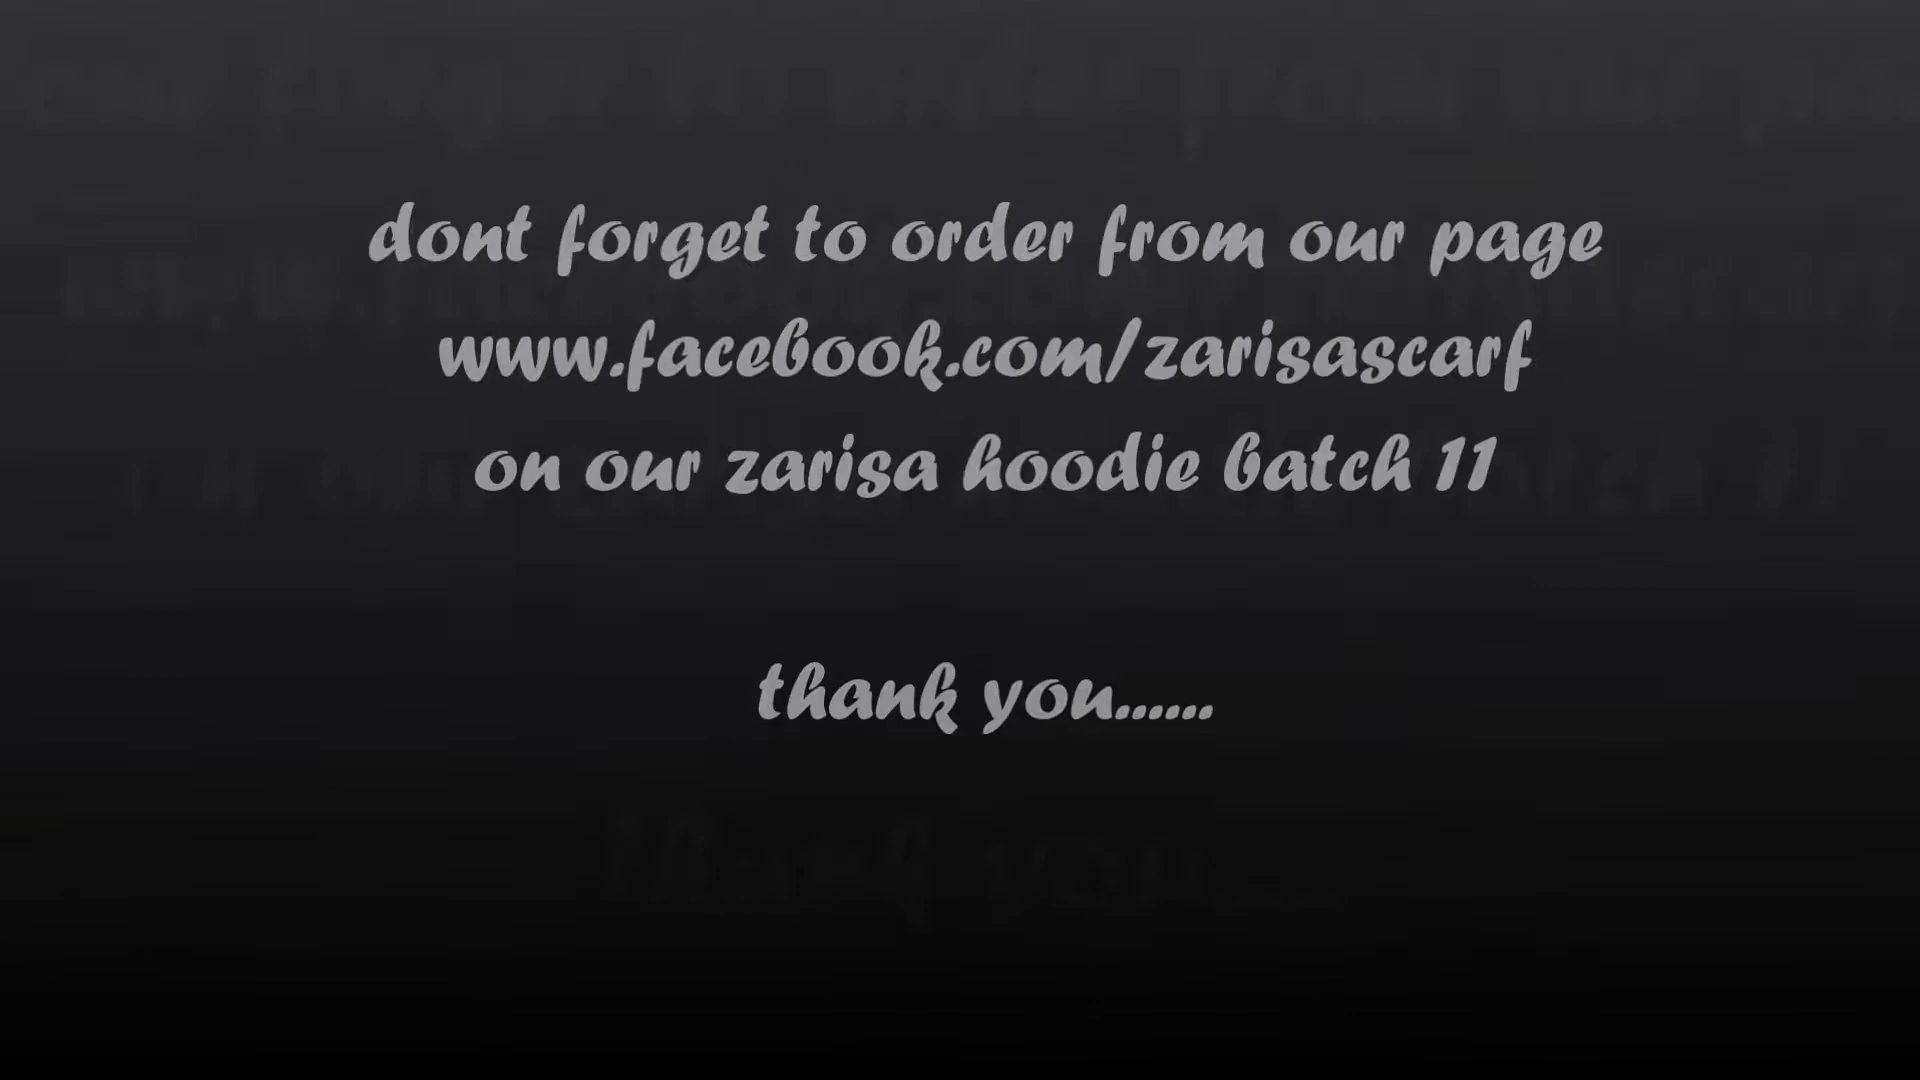 dont forget to order from our page
www.facebook.com/zarisascarf
on our zarisa hoodie batch 11
thank you......